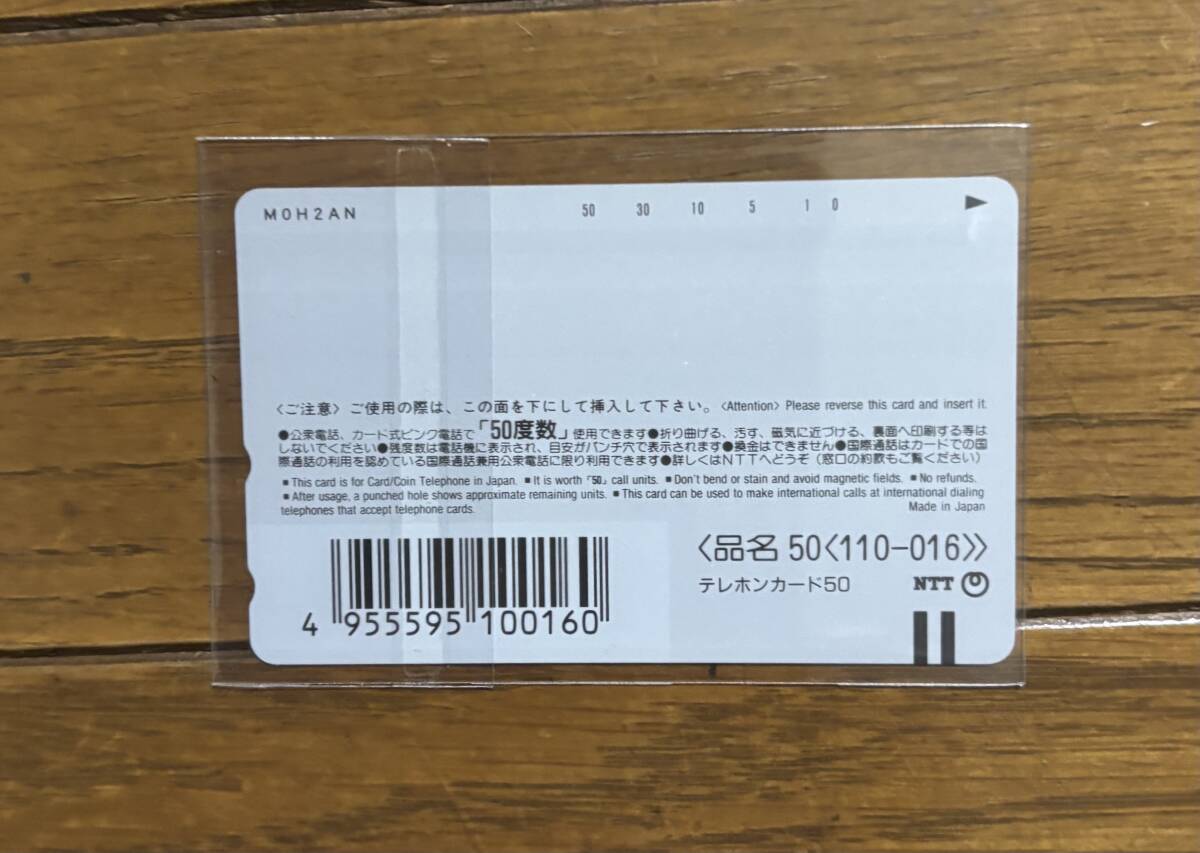 M0H2AN 50 30 10 5 1 0
〈ご注意〉ご使用の際は、この面を下にして挿入して下さい。〈Attention〉Please reverse this card and insert it.
●公衆電話、カード式ピンク電話で「50度数」使用できます●折り曲げる、汚す、磁気に近づける、裏面へ印刷する等は
しないでください●残度数は電話機に表示され、目安がパンチ穴で表示されます●換金はできません●国際通話はカードでの国
際通話の利用を認めている国際通話兼用公衆電話に限り利用できます●詳しくはNTTへどうぞ(窓口の約款もご覧ください)
■This card is for Card/Coin Telephone in Japan. ■It is worth「50」call units. ■Don't bend or stain and avoid magnetic fields. ■No refunds.
■After usage, a punched hole shows approximate remaining units. ■This card can be used to make international calls at international dialing
telephones that accept telephone cards. Made in Japan
〈品名 50〈110-016〉〉
テレホンカード50 NTT
4 955595 100160